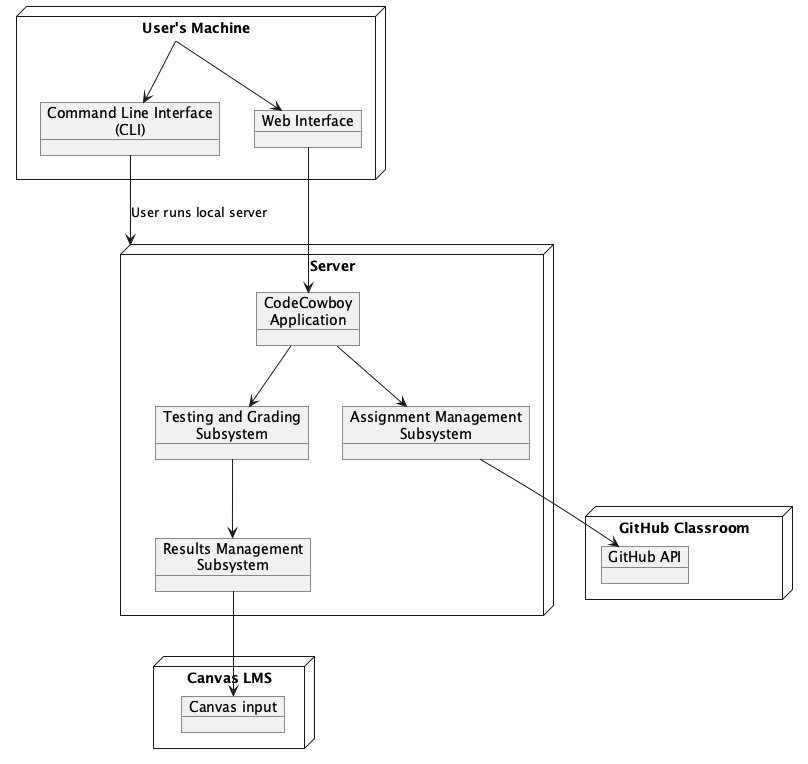 User's Machine
Command Line Interface
(CLI)
Web Interface
User runs local server
Server
CodeCowboy
Application
Testing and Grading
Subsystem
Assignment Management
Subsystem
GitHub Classroom
GitHub API
Results Management
Subsystem
Canvas LMS
Canvas input